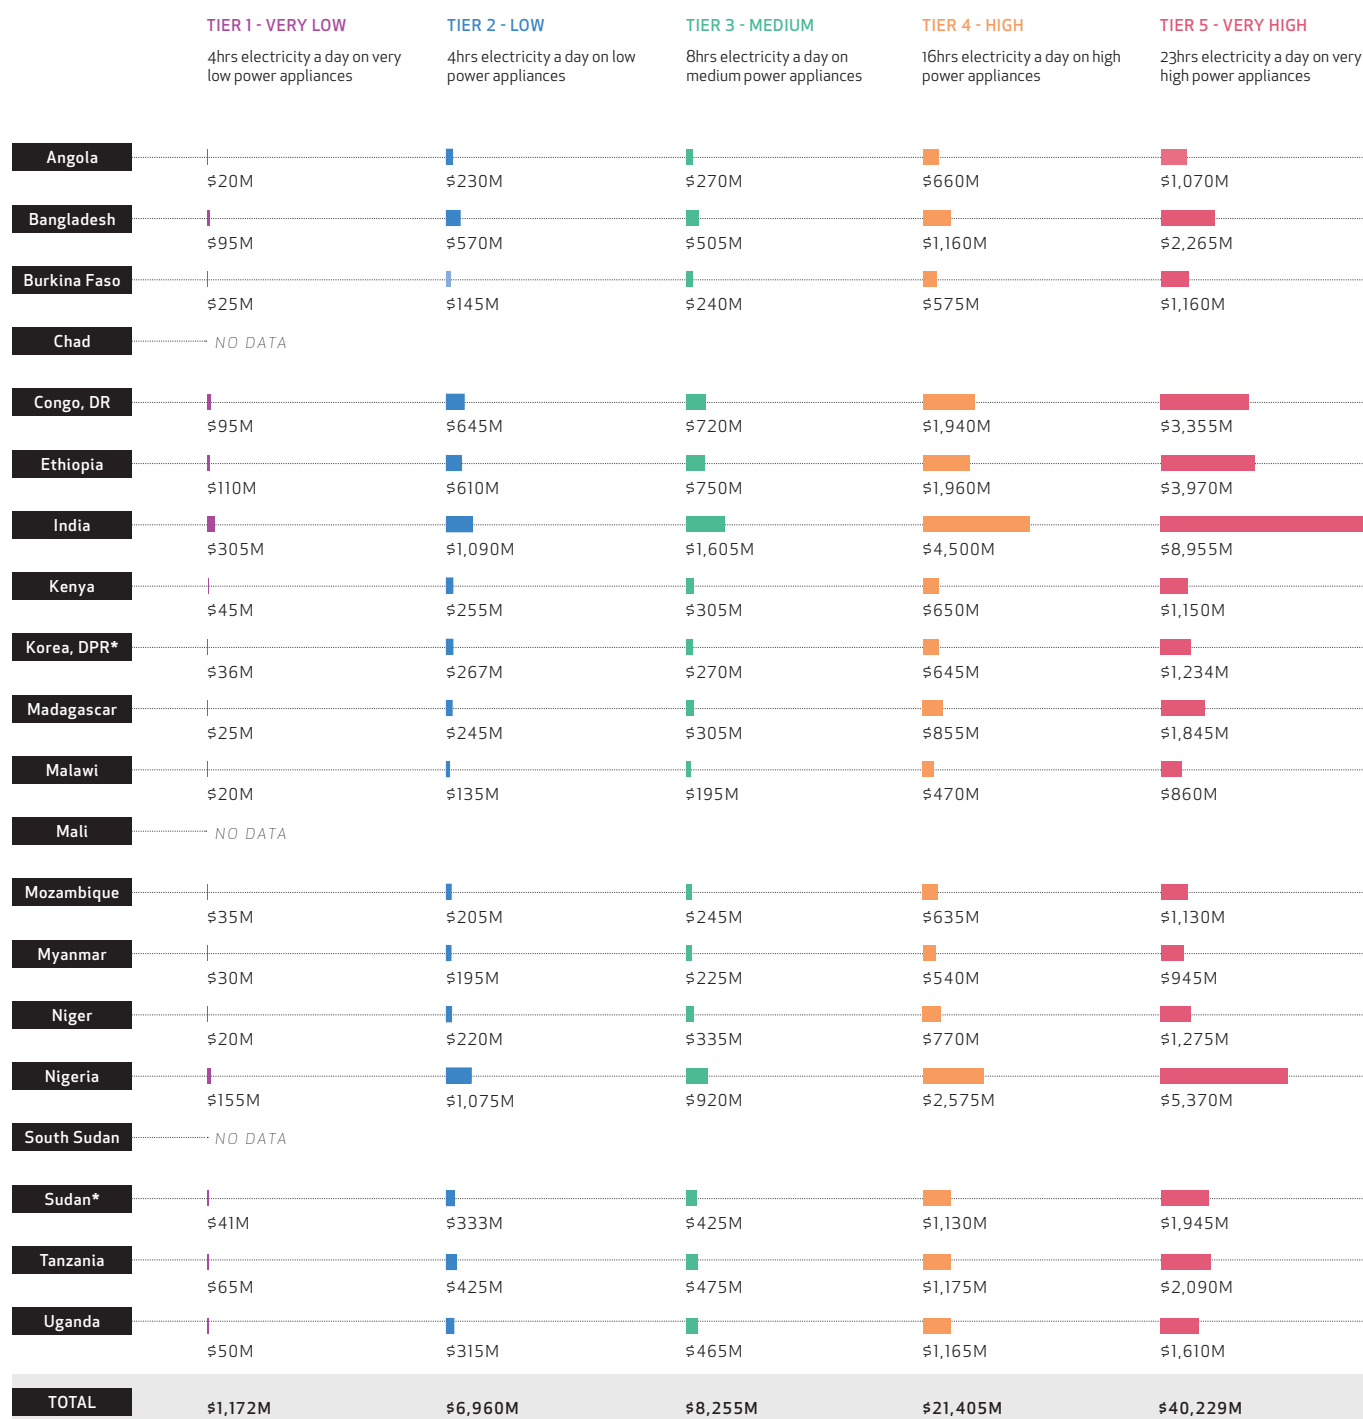 TIER 1 - VERY LOW
4hrs electricity a day on very
low power appliances
TIER 2 - LOW
4hrs electricity a day on low
power appliances
TIER 3 - MEDIUM
8hrs electricity a day on
medium power appliances
TIER 4 - HIGH
16hrs electricity a day on high
power appliances
TIER 5 - VERY HIGH
23hrs electricity a day on very
high power appliances
Angola
$20M $230M $270M $660M $1,070M
Bangladesh
$95M $570M $505M $1,160M $2,265M
Burkina Faso
$25M $145M $240M $575M $1,160M
Chad NO DATA
Congo, DR
$95M $645M $720M $1,940M $3,355M
Ethiopia
$110M $610M $750M $1,960M $3,970M
India
$305M $1,090M $1,605M $4,500M $8,955M
Kenya
$45M $255M $305M $650M $1,150M
Korea, DPR*
$36M $267M $270M $645M $1,234M
Madagascar
$25M $245M $305M $855M $1,845M
Malawi
$20M $135M $195M $470M $860M
Mali NO DATA
Mozambique
$35M $205M $245M $635M $1,130M
Myanmar
$30M $195M $225M $540M $945M
Niger
$20M $220M $335M $770M $1,275M
Nigeria
$155M $1,075M $920M $2,575M $5,370M
South Sudan NO DATA
Sudan*
$41M $333M $425M $1,130M $1,945M
Tanzania
$65M $425M $475M $1,175M $2,090M
Uganda
$50M $315M $465M $1,165M $1,610M
TOTAL $1,172M $6,960M $8,255M $21,405M $40,229M